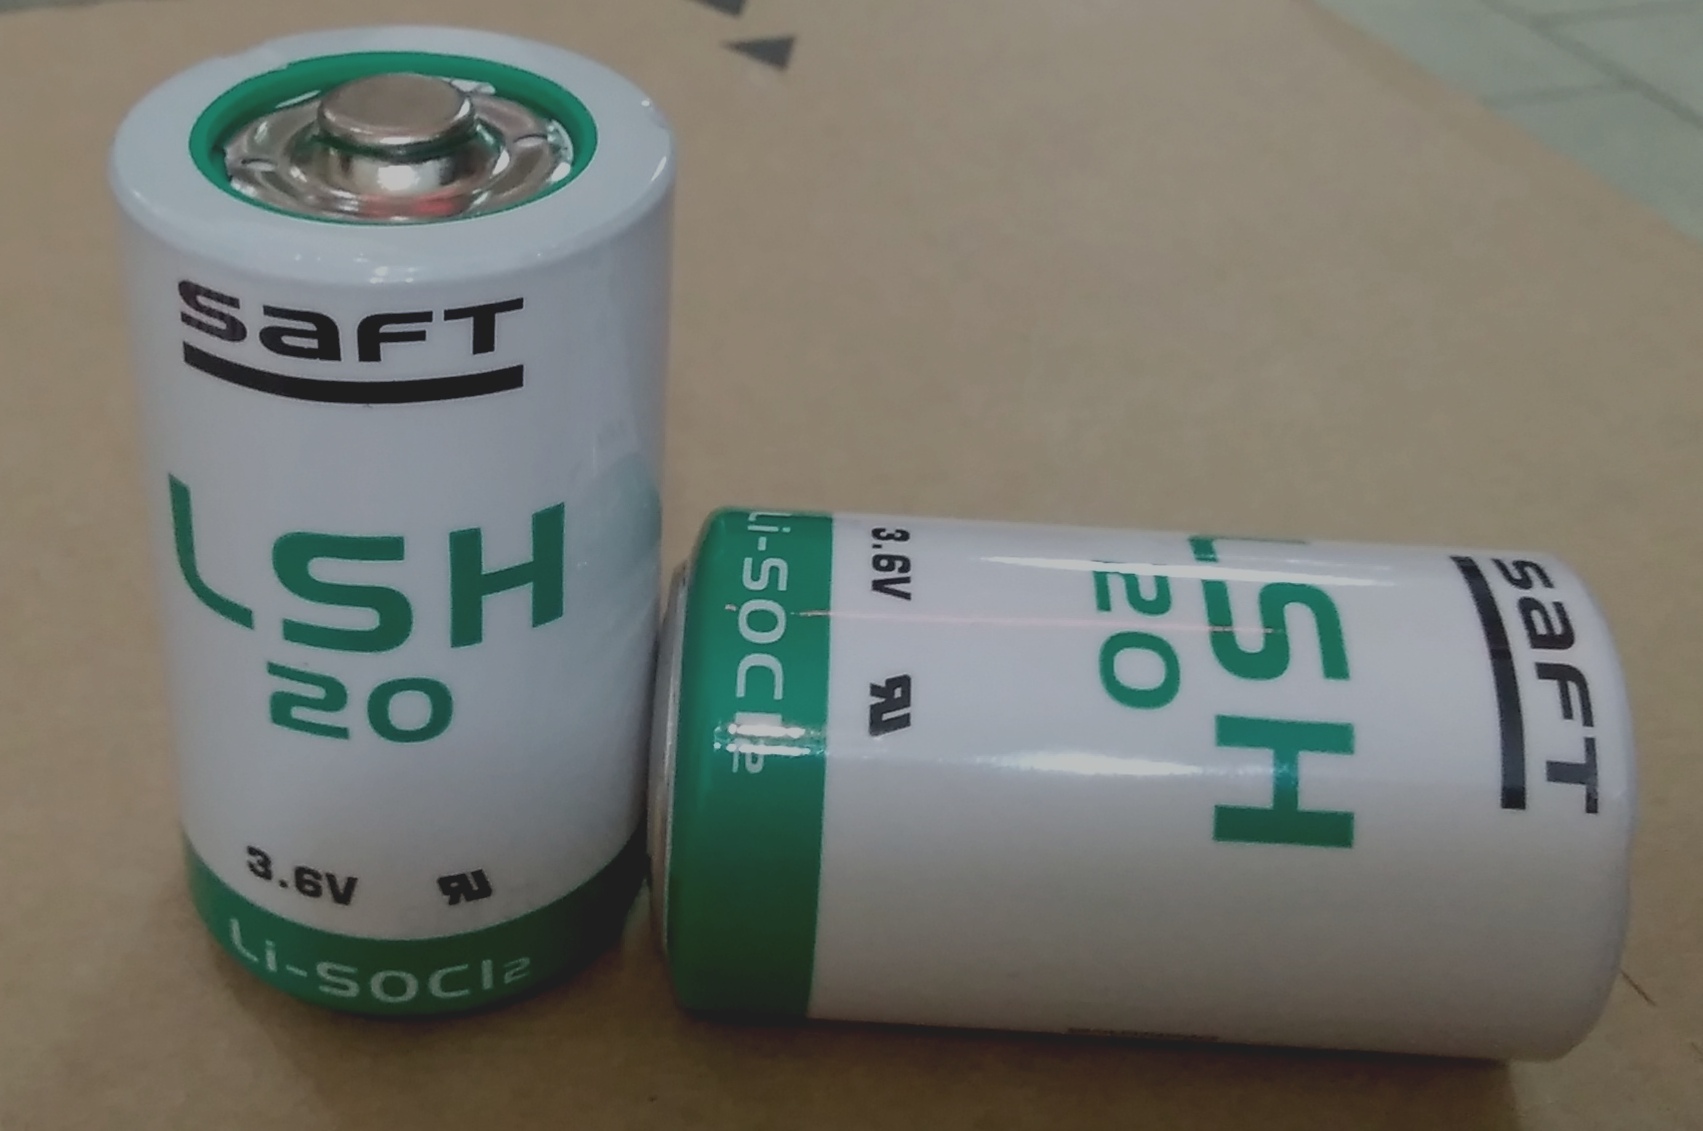 saft
LSH
20
3.6V
Li-SOCl2
saft
LSH
20
3.6V
Li-SOCl2